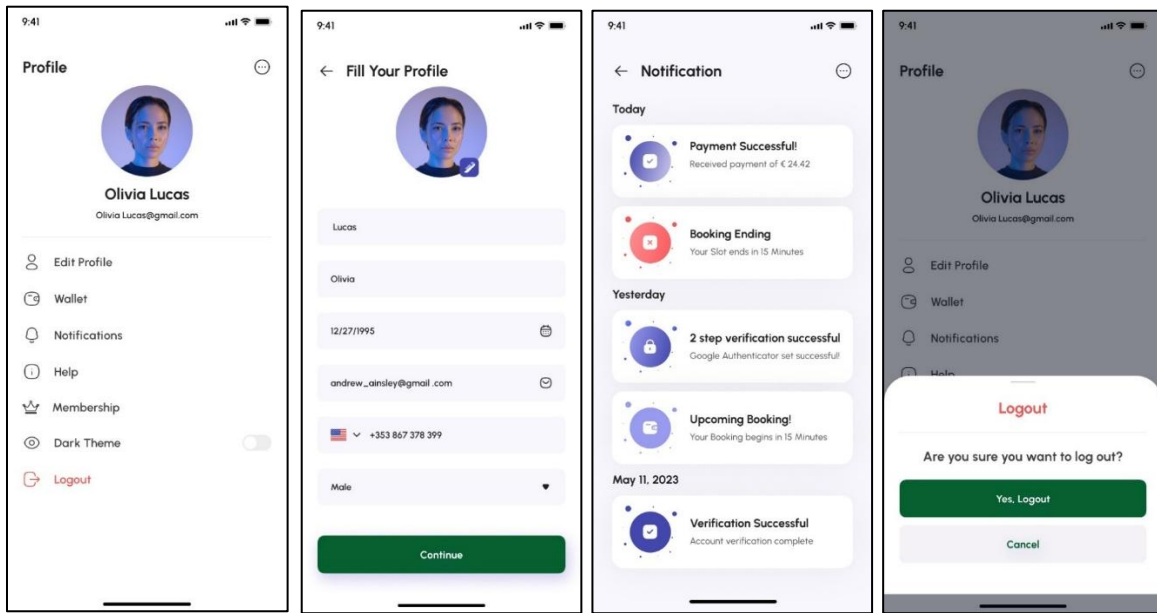 9:41
Profile
Olivia Lucas
Olivia Lucas@gmail.com
Edit Profile
Wallet
Notifications
Help
Membership
Dark Theme
Logout
9:41
Fill Your Profile
Lucas
Olivia
12/27/1995
andrew_ainsley@gmail .com
+353 867 378 399
Male
Continue
9:41
Notification
Today
Payment Successful!
Received payment of € 24.42
Booking Ending
Your Slot ends in 15 Minutes
Yesterday
2 step verification successful
Google Authenticator set successful!
Upcoming Booking!
Your Booking begins in 15 Minutes
May 11, 2023
Verification Successful
Account verification complete
9:41
Profile
Olivia Lucas
Olivia Lucas@gmail.com
Edit Profile
Wallet
Notifications
Help
Logout
Are you sure you want to log out?
Yes, Logout
Cancel